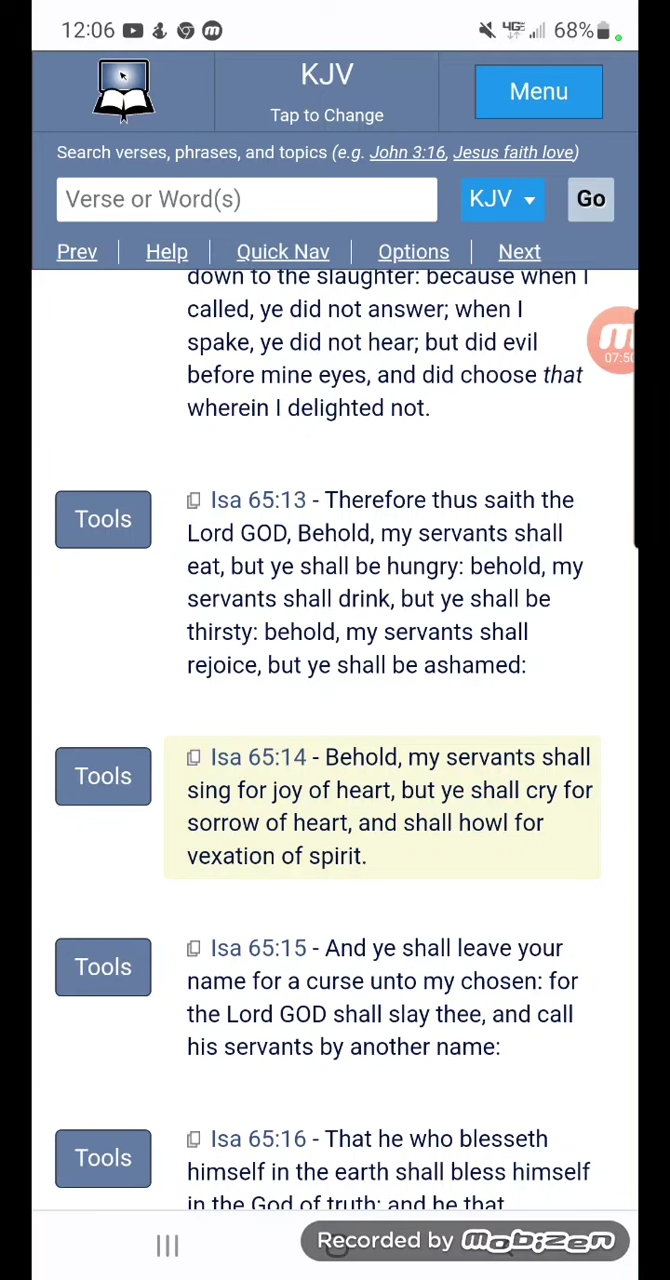 12:06 68%
KJV
Menu
Tap to Change
Search verses, phrases, and topics (e.g. John 3:16, Jesus faith love)
Verse or Word(s) KJV Go
Prev Help Quick Nav Options Next
down to the slaughter: because when I
called, ye did not answer; when I
spake, ye did not hear; but did evil
before mine eyes, and did choose that
wherein I delighted not.
Tools
Isa 65:13 - Therefore thus saith the
Lord GOD, Behold, my servants shall
eat, but ye shall be hungry: behold, my
servants shall drink, but ye shall be
thirsty: behold, my servants shall
rejoice, but ye shall be ashamed:
Tools
Isa 65:14 - Behold, my servants shall
sing for joy of heart, but ye shall cry for
sorrow of heart, and shall howl for
vexation of spirit.
Tools
Isa 65:15 - And ye shall leave your
name for a curse unto my chosen: for
the Lord GOD shall slay thee, and call
his servants by another name:
Tools
Isa 65:16 - That he who blesseth
himself in the earth shall bless himself
in the God of truth; and he that
Recorded by mobizen